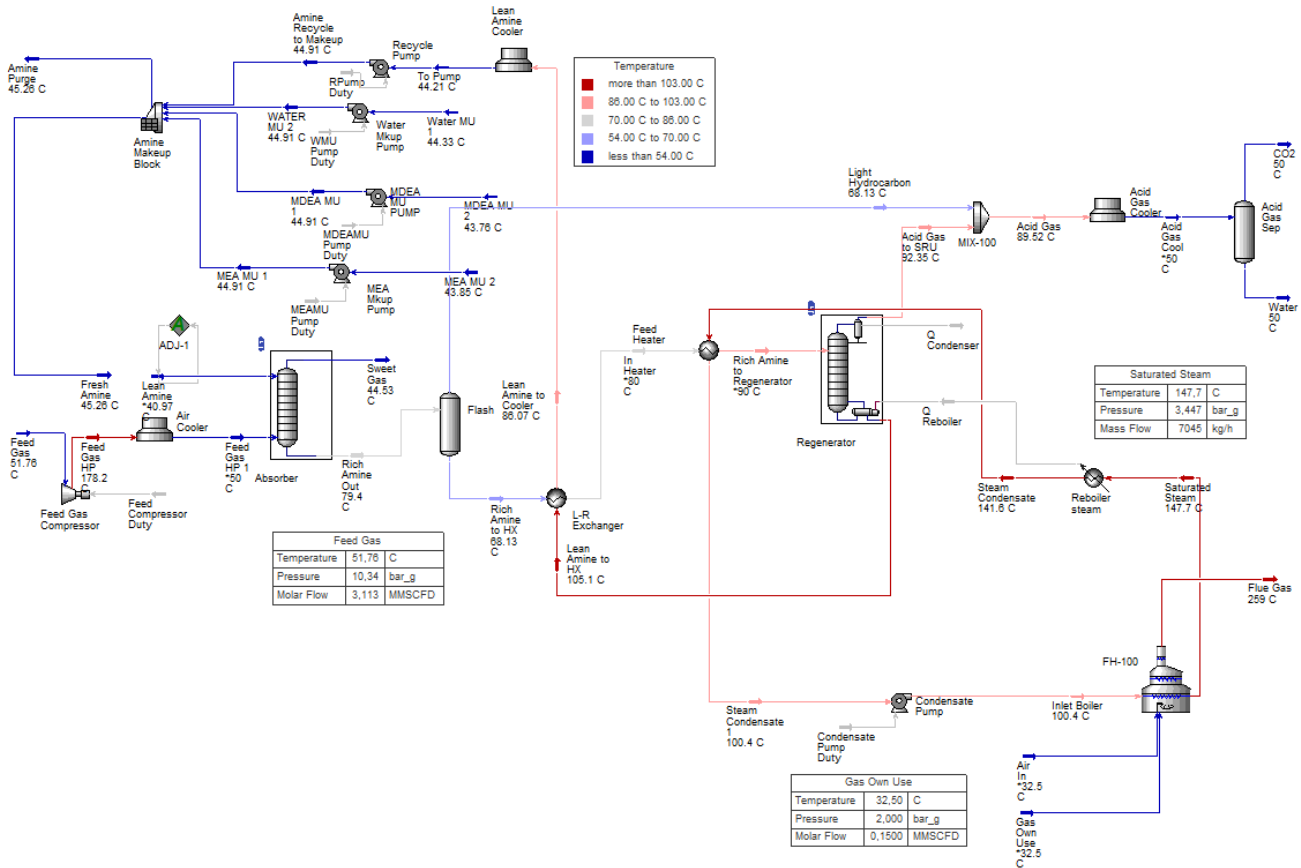 Amine
Recycle
to Makeup
44.91 C
Recycle
Pump
Lean
Amine
Cooler
Amine
Purge
45.26 C
RPump
Duty
To Pump
44.21 C
WATER
MU 2
44.91 C
WMU
Pump
Duty
Water
Mkup
Pump
Water MU
1
44.33 C
Amine
Makeup
Block
MDEA MU
1
44.91 C
MDEAMU
Pump
Duty
MDEA
MU
PUMP
MDEA MU
2
43.76 C
MEA MU 1
44.91 C
MEAMU
Pump
Duty
MEA
Mkup
Pump
MEA MU 2
43.85 C
Temperature
more than 103.00 C
86.00 C to 103.00 C
70.00 C to 86.00 C
54.00 C to 70.00 C
less than 54.00 C
Light
Hydrocarbon
68.13 C
MIX-100
Acid Gas
to SRU
92.35 C
Acid Gas
89.52 C
Acid
Gas
Cooler
Acid
Gas
Cool
*50
C
CO2
50
C
Acid
Gas
Sep
Water
50
C
A
ADJ-1
Fresh
Amine
45.26 C
Lean
Amine
*40.97
C
Air
Cooler
Sweet
Gas
44.53
C
Feed
Gas
51.76
C
Feed
Gas
HP
178.2
C
Feed
Gas
HP 1
*50
C
Absorber
Feed Gas
Compressor
Feed
Compressor
Duty
Rich
Amine
Out
79.4
C
Flash
Lean
Amine to
Cooler
86.07
C
Rich
Amine
to HX
68.13
C
L-R
Exchanger
Lean
Amine to
HX
105.1 C
Feed
Heater
In
Heater
*80
C
Rich Amine
to
Regenerator
*90 C
Regenerator
Q
Condenser
Q
Reboiler
Steam
Condensate
141.6 C
Reboiler
steam
Saturated
Steam
147.7 C
Saturated Steam
Temperature 147,7 C
Pressure 3,447 bar_g
Mass Flow 7045 kg/h
Feed Gas
Temperature 51,76 C
Pressure 10,34 bar_g
Molar Flow 3,113 MMSCFD
Flue Gas
259 C
FH-100
Steam
Condensate
1
100.4 C
Condensate
Pump
Condensate
Pump
Duty
Inlet Boiler
100.4 C
Air
In
*32.5
C
Gas
Own
Use
*32.5
C
Gas Own Use
Temperature 32,50 C
Pressure 2,000 bar_g
Molar Flow 0,1500 MMSCFD